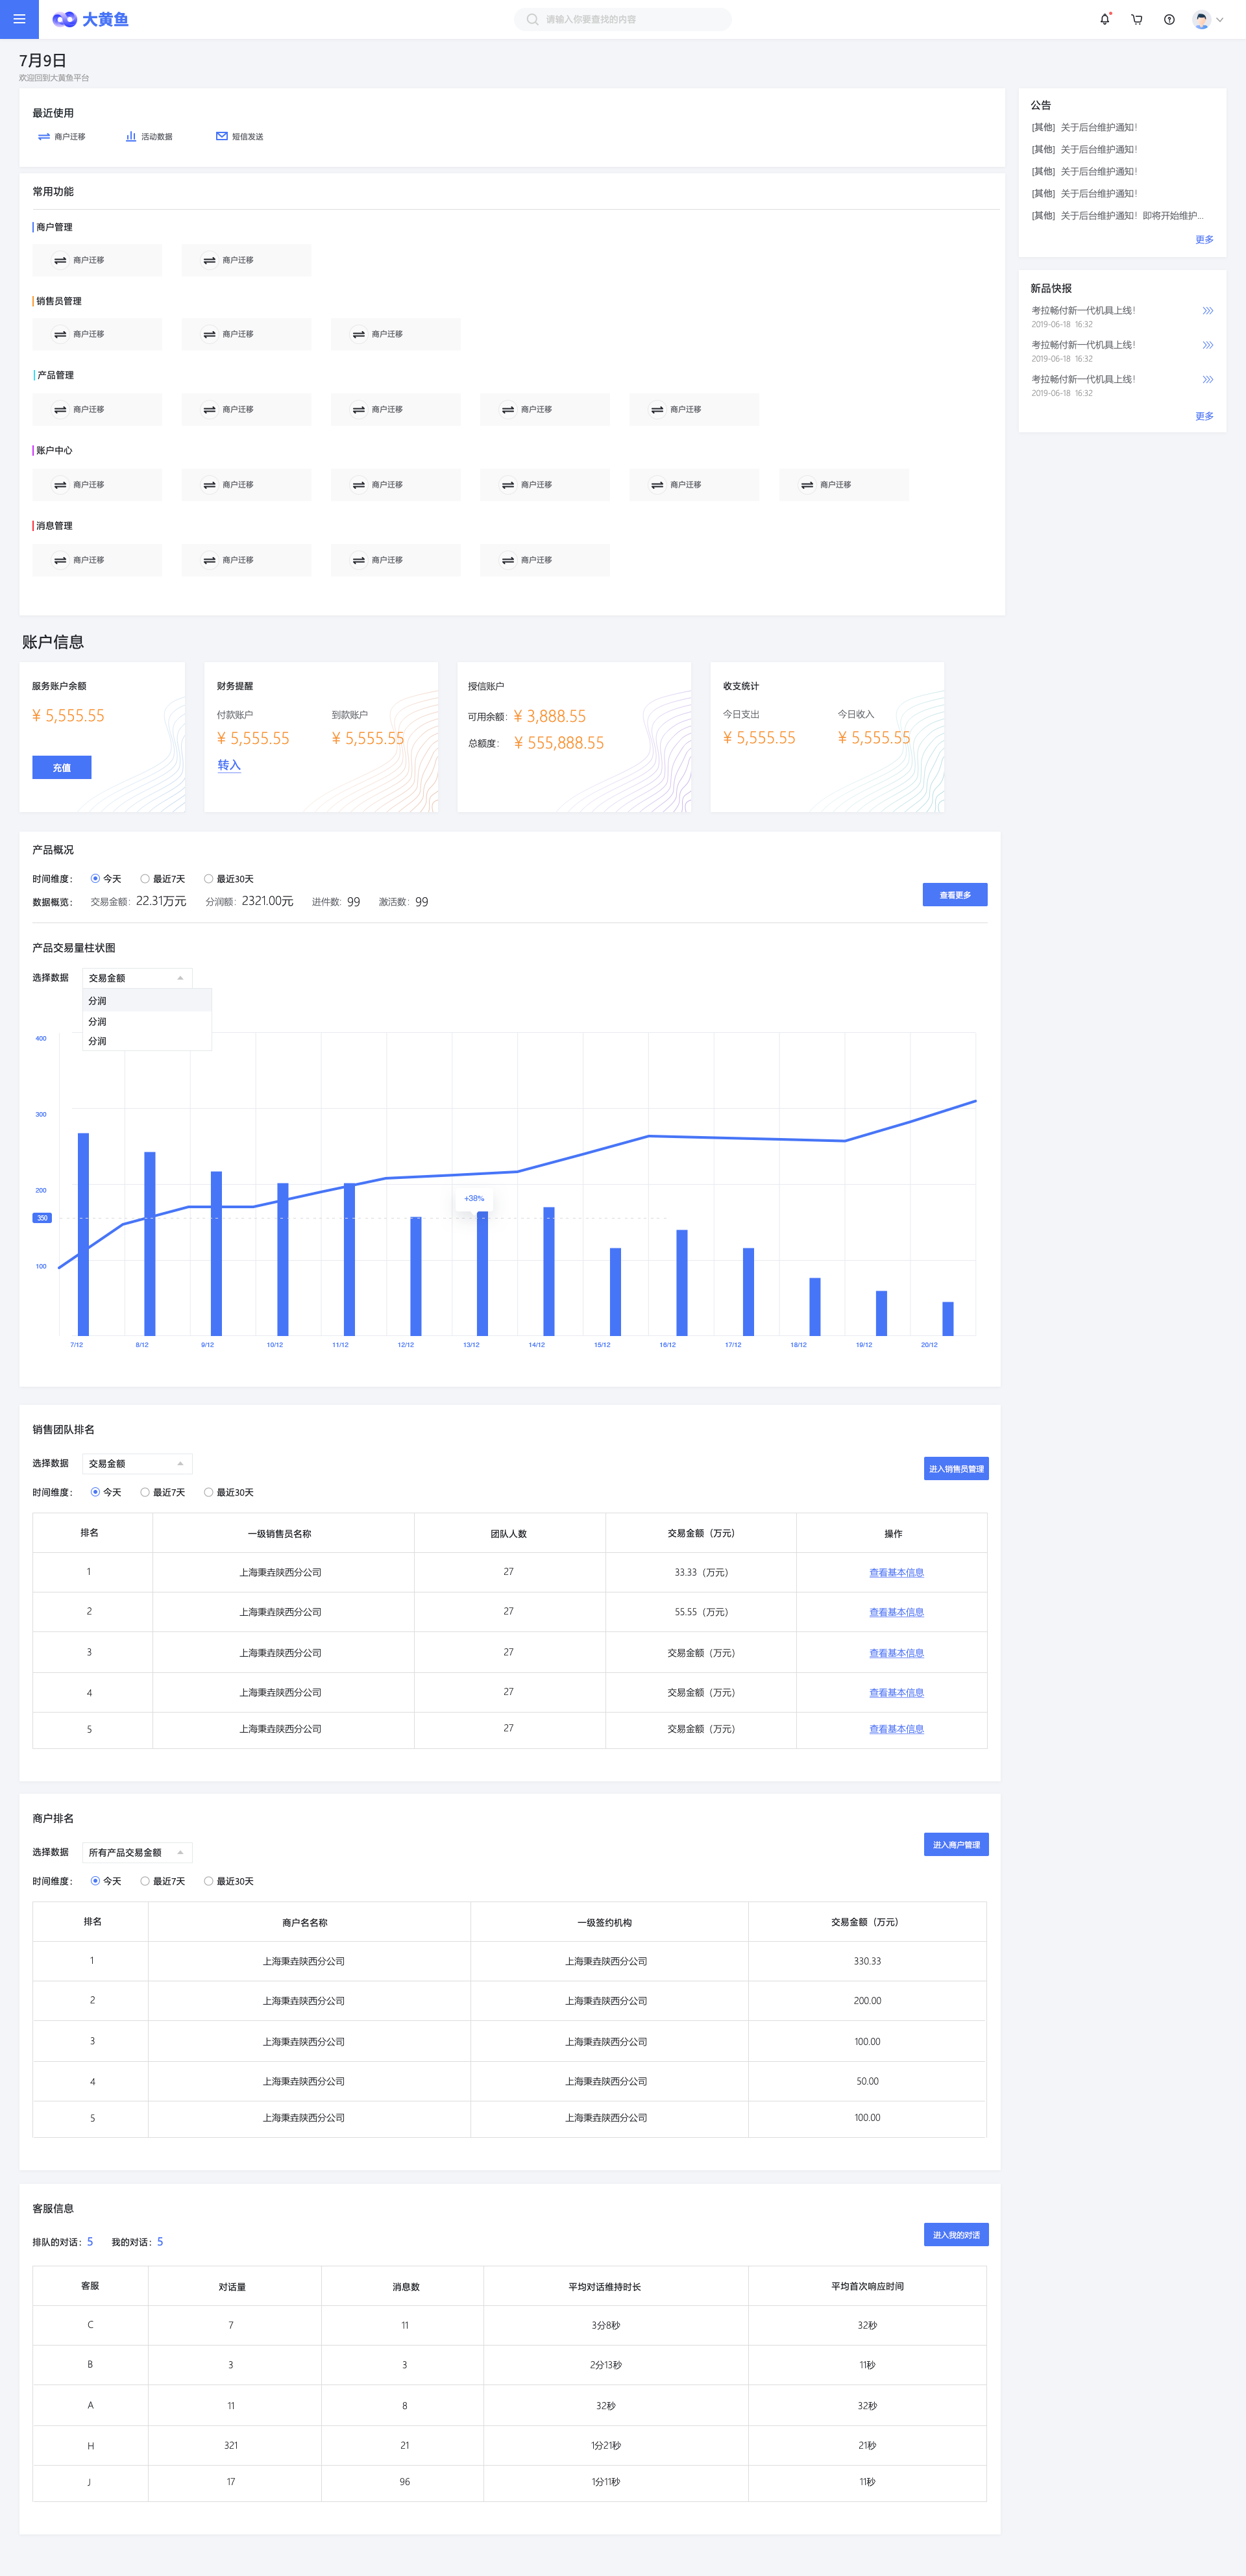 大黄鱼
请输入你要查找的内容
7月9日
欢迎回到大黄鱼平台
最近使用
商户迁移 活动数据 短信发送
常用功能
商户管理
商户迁移 商户迁移
销售员管理
商户迁移 商户迁移 商户迁移
产品管理
商户迁移 商户迁移 商户迁移 商户迁移 商户迁移
账户中心
商户迁移 商户迁移 商户迁移 商户迁移 商户迁移 商户迁移
消息管理
商户迁移 商户迁移 商户迁移 商户迁移
公告
[其他] 关于后台维护通知!
[其他] 关于后台维护通知!
[其他] 关于后台维护通知!
[其他] 关于后台维护通知!
[其他] 关于后台维护通知! 即将开始维护...
更多
新品快报
考拉畅付新一代机具上线!
2019-06-18 16:32
考拉畅付新一代机具上线!
2019-06-18 16:32
考拉畅付新一代机具上线!
2019-06-18 16:32
更多
账户信息
服务账户余额
¥ 5,555.55
充值
财务提醒
付款账户 到款账户
¥ 5,555.55 ¥ 5,555.55
转入
授信账户
可用余额: ¥ 3,888.55
总额度: ¥ 555,888.55
收支统计
今日支出 今日收入
¥ 5,555.55 ¥ 5,555.55
产品概况
时间维度: 今天 最近7天 最近30天
数据概览: 交易金额: 22.31万元 分润额: 2321.00元 进件数: 99 激活数: 99
查看更多
产品交易量柱状图
选择数据 交易金额
分润
分润
分润
400
300
200
350
100
+38%
7/12 8/12 9/12 10/12 11/12 12/12 13/12 14/12 15/12 16/12 17/12 18/12 19/12 20/12
销售团队排名
选择数据 交易金额
进入销售员管理
时间维度: 今天 最近7天 最近30天
排名 一级销售员名称 团队人数 交易金额（万元） 操作
1 上海秉垚陕西分公司 27 33.33（万元） 查看基本信息
2 上海秉垚陕西分公司 27 55.55（万元） 查看基本信息
3 上海秉垚陕西分公司 27 交易金额（万元） 查看基本信息
4 上海秉垚陕西分公司 27 交易金额（万元） 查看基本信息
5 上海秉垚陕西分公司 27 交易金额（万元） 查看基本信息
商户排名
选择数据 所有产品交易金额
进入商户管理
时间维度: 今天 最近7天 最近30天
排名 商户名名称 一级签约机构 交易金额（万元）
1 上海秉垚陕西分公司 上海秉垚陕西分公司 330.33
2 上海秉垚陕西分公司 上海秉垚陕西分公司 200.00
3 上海秉垚陕西分公司 上海秉垚陕西分公司 100.00
4 上海秉垚陕西分公司 上海秉垚陕西分公司 50.00
5 上海秉垚陕西分公司 上海秉垚陕西分公司 100.00
客服信息
排队的对话: 5 我的对话: 5
进入我的对话
客服 对话量 消息数 平均对话维持时长 平均首次响应时间
C 7 11 3分8秒 32秒
B 3 3 2分13秒 11秒
A 11 8 32秒 32秒
H 321 21 1分21秒 21秒
J 17 96 1分11秒 11秒